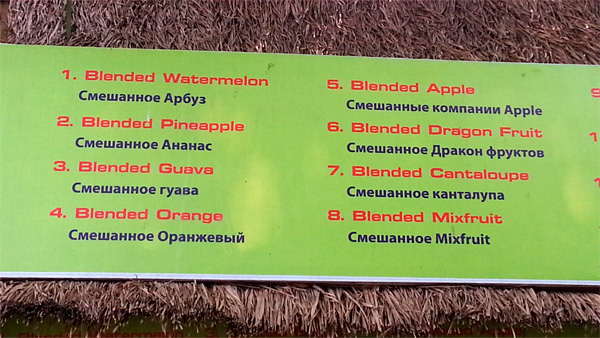 1. Blended Watermelon
Смешанное Арбуз
2. Blended Pineapple
Смешанное Ананас
3. Blended Guava
Смешанное гуава
4. Blended Orange
Смешанное Оранжевый
5. Blended Apple
Смешанные компании Apple
6. Blended Dragon Fruit
Смешанное Дракон фруктов
7. Blended Cantaloupe
Смешанное канталупа
8. Blended Mixfruit
Смешанное Mixfruit